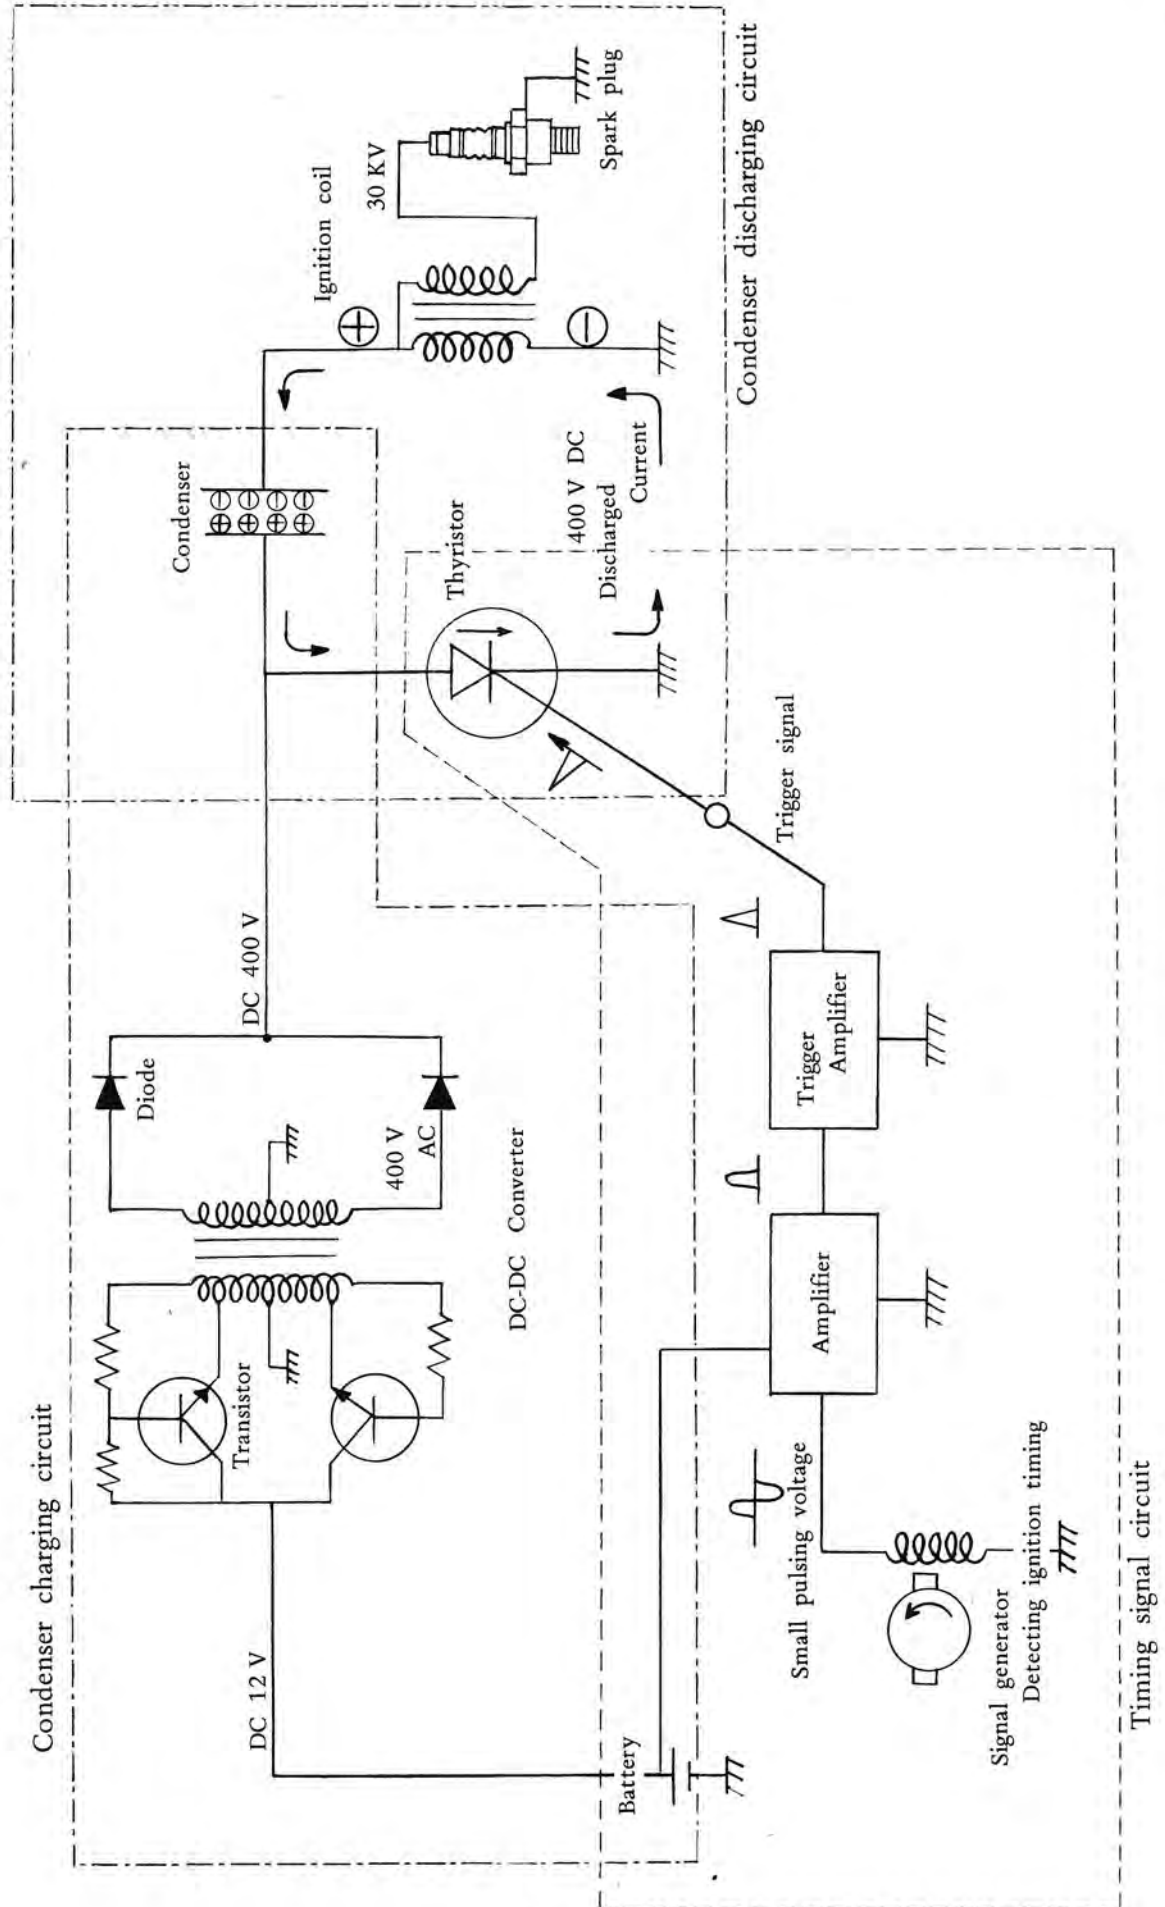 Condenser charging circuit
DC 12 V
Transistor
Diode
400 V
AC
DC 400 V
DC-DC Converter
Condenser
Ignition coil
30 KV
Spark plug
Thyristor
400 V DC
Discharged
Current
Condenser discharging circuit
Battery
Small pulsing voltage
Amplifier
Trigger
Amplifier
Trigger signal
Signal generator
Detecting ignition timing
Timing signal circuit